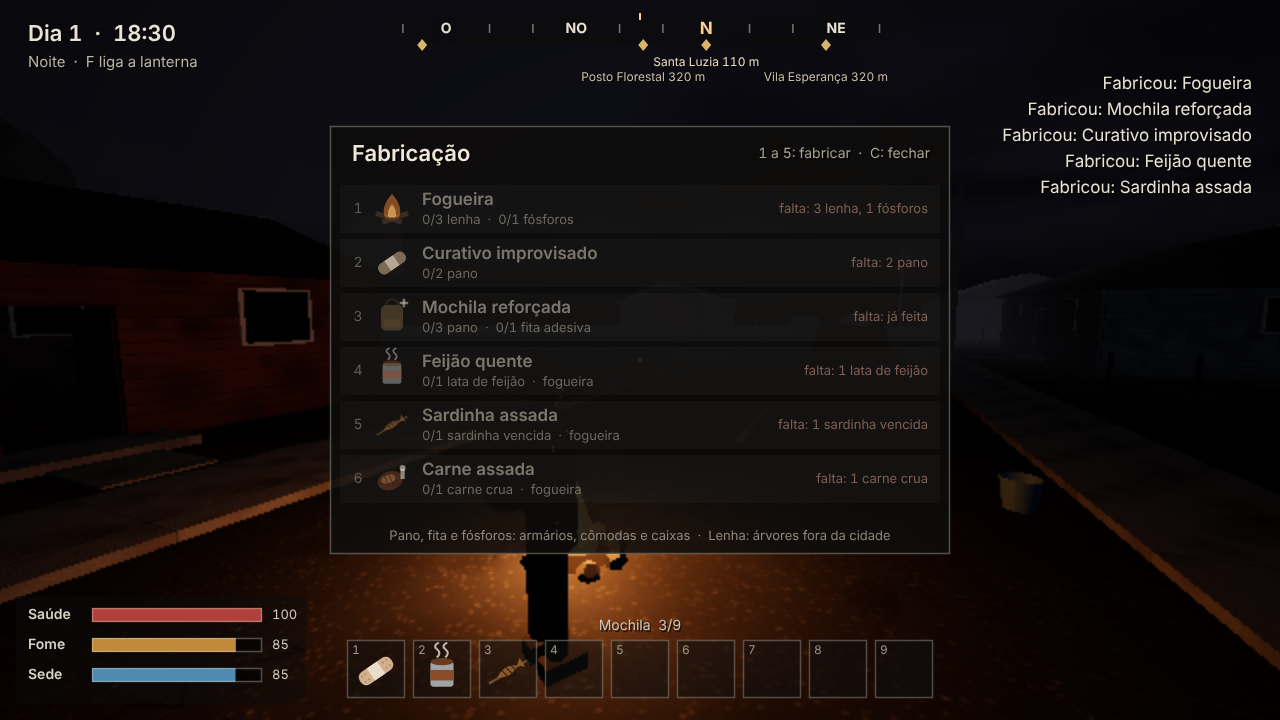 Dia 1 · 18:30
Noite · F liga a lanterna
O NO N NE
Santa Luzia 110 m
Posto Florestal 320 m Vila Esperança 320 m
Fabricou: Fogueira
Fabricou: Mochila reforçada
Fabricou: Curativo improvisado
Fabricou: Feijão quente
Fabricou: Sardinha assada
Fabricação
1 a 5: fabricar · C: fechar
1 Fogueira
0/3 lenha · 0/1 fósforos
falta: 3 lenha, 1 fósforos
2 Curativo improvisado
0/2 pano
falta: 2 pano
3 Mochila reforçada
0/3 pano · 0/1 fita adesiva
falta: já feita
4 Feijão quente
0/1 lata de feijão · fogueira
falta: 1 lata de feijão
5 Sardinha assada
0/1 sardinha vencida · fogueira
falta: 1 sardinha vencida
6 Carne assada
0/1 carne crua · fogueira
falta: 1 carne crua
Pano, fita e fósforos: armários, cômodas e caixas · Lenha: árvores fora da cidade
Saúde 100
Fome 85
Sede 85
Mochila 3/9
1 2 3 4 5 6 7 8 9